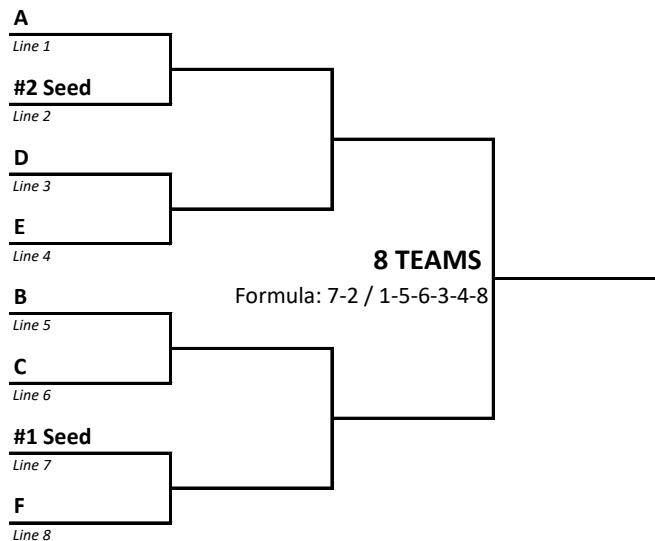 A
Line 1
#2 Seed
Line 2
D
Line 3
E
Line 4
8 TEAMS
Formula: 7-2 / 1-5-6-3-4-8
B
Line 5
C
Line 6
#1 Seed
Line 7
F
Line 8